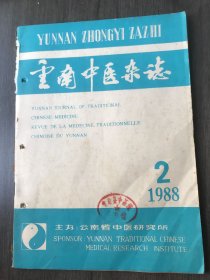 YUNNAN ZHONGYI ZAZHI
雲南中医杂誌
YUNNAN JOURNAL OF TRADITIONAL
CHINESE MEDICINE
REVUE DE LA MEDECINE TRADITIONNELLE
CHINOISE DU YUNNAN
2
1988
主办 云南省中医研究所
SPONSOR YUNNAN TRADITIONAL CHINESE
MEDICAL RESEARCH INSTITUTE